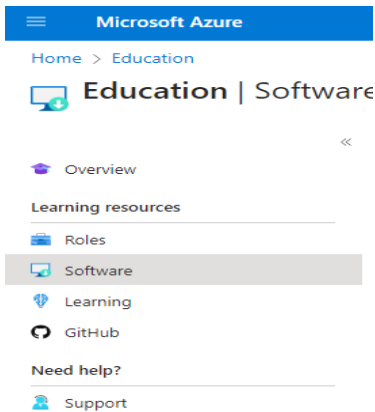 Microsoft Azure
Home > Education
Education | Software
«
Overview
Learning resources
Roles
Software
Learning
GitHub
Need help?
Support